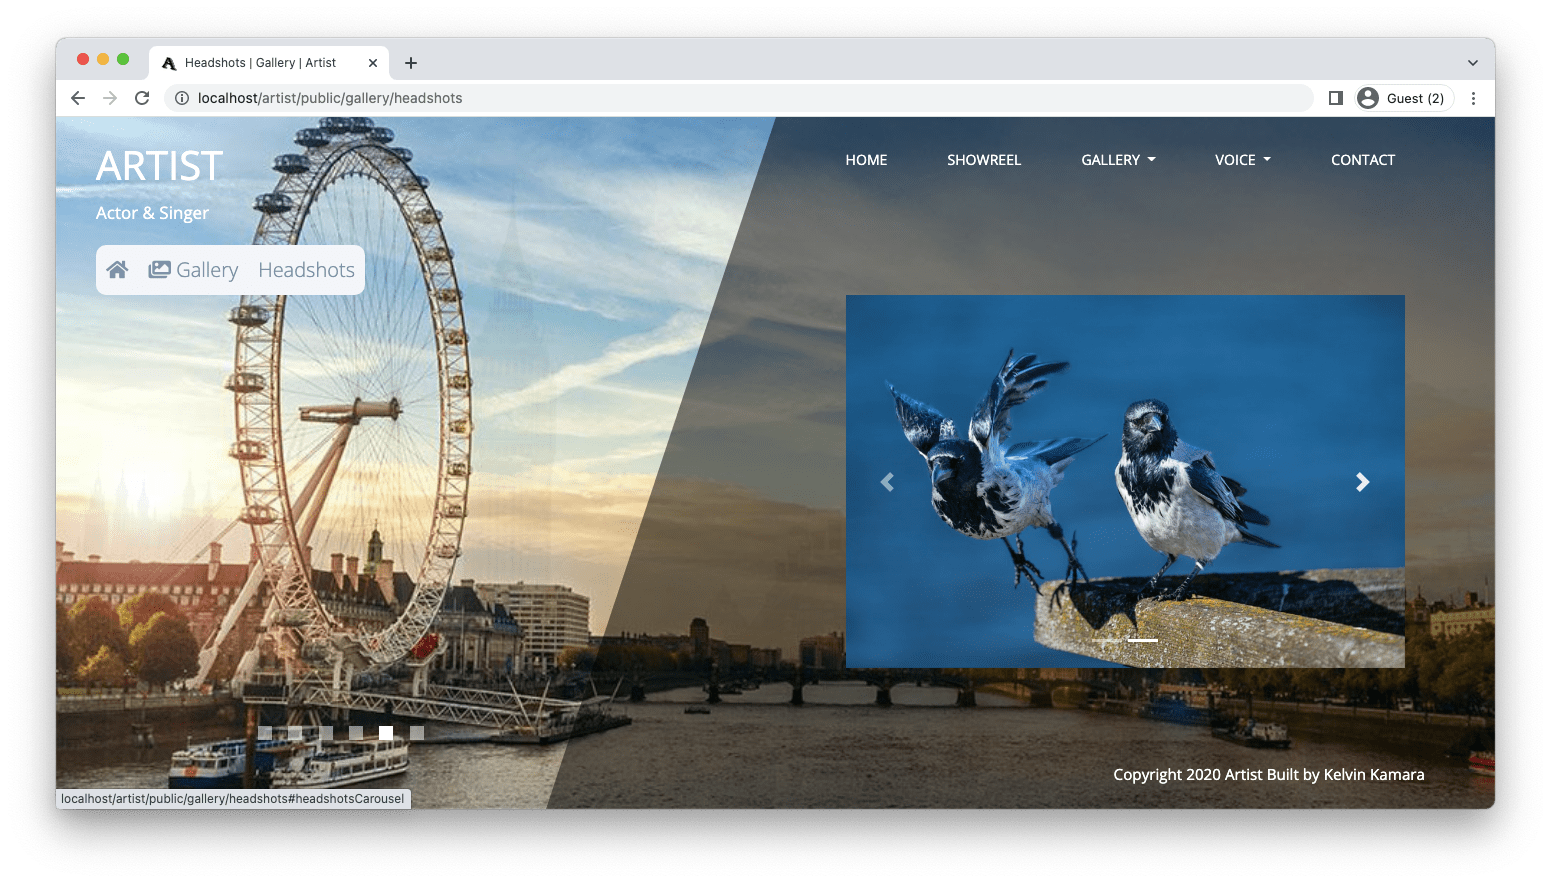 Headshots | Gallery | Artist
localhost/artist/public/gallery/headshots
Guest (2)
ARTIST
HOME
SHOWREEL
GALLERY
VOICE
CONTACT
Actor & Singer
Gallery
Headshots
Copyright 2020 Artist Built by Kelvin Kamara
localhost/artist/public/gallery/headshots#headshotsCarousel